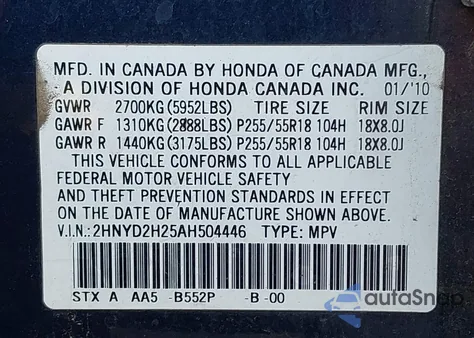 MFD. IN CANADA BY HONDA OF CANADA MFG.,
A DIVISION OF HONDA CANADA INC. 01/'10
GVWR 2700KG (5952LBS) TIRE SIZE RIM SIZE
GAWR F 1310KG (2888LBS) P255/55R18 104H 18X8.0J
GAWR R 1440KG (3175LBS) P255/55R18 104H 18X8.0J
THIS VEHICLE CONFORMS TO ALL APPLICABLE
FEDERAL MOTOR VEHICLE SAFETY
AND THEFT PREVENTION STANDARDS IN EFFECT
ON THE DATE OF MANUFACTURE SHOWN ABOVE.
V.I.N.: 2HNYD2H25AH504446 TYPE: MPV
STX A AA5 -B552P -B-00
autoSnap